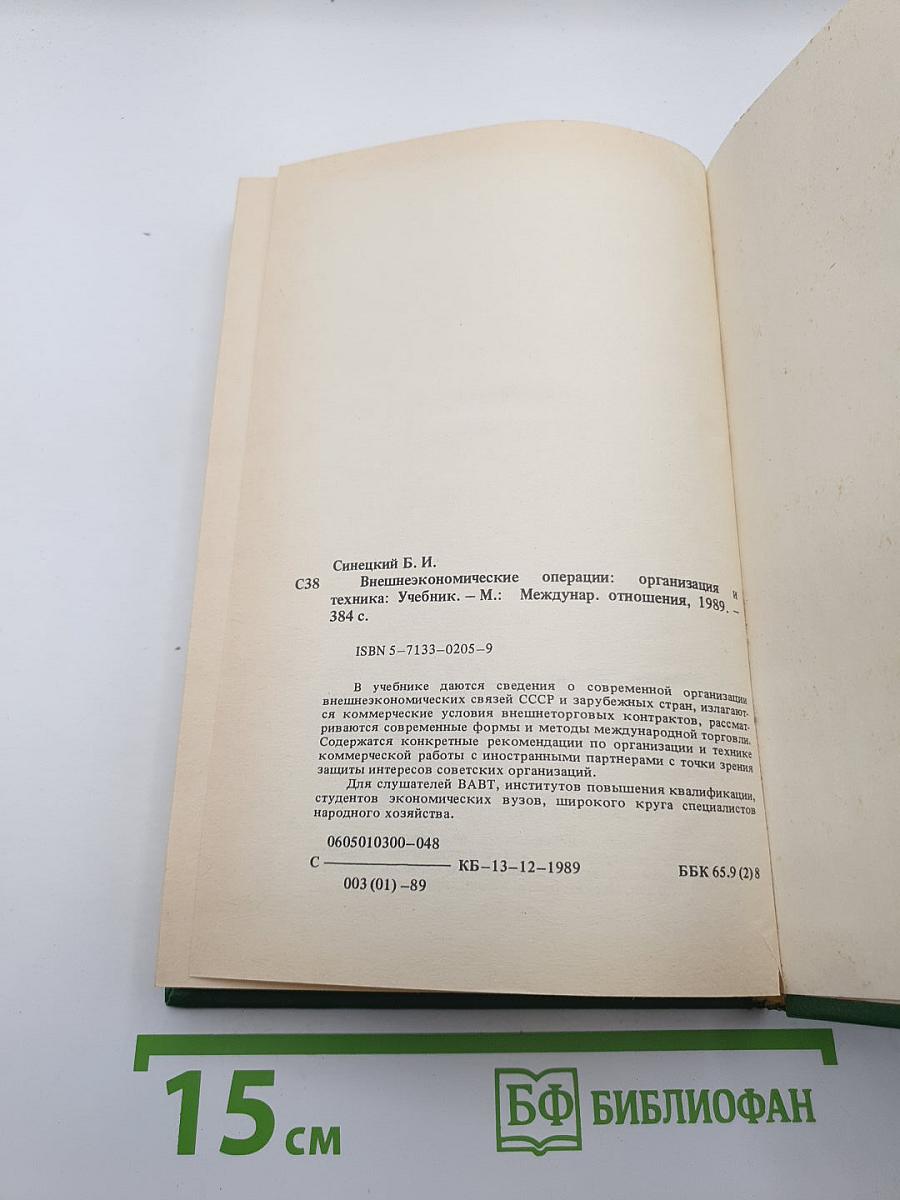 Синецкий Б. И.
С38 Внешнеэкономические операции: организация и
техника: Учебник. – М.: Междунар. отношения, 1989. –
384 с.
ISBN 5–7133–0205–9
В учебнике даются сведения о современной организации
внешнеэкономических связей СССР и зарубежных стран, излагают-
ся коммерческие условия внешнеторговых контрактов, рассмат-
риваются современные формы и методы международной торговли.
Содержатся конкретные рекомендации по организации и технике
коммерческой работы с иностранными партнерами с точки зрения
защиты интересов советских организаций.
Для слушателей ВАВТ, институтов повышения квалификации,
студентов экономических вузов, широкого круга специалистов
народного хозяйства.
0605010300–048
С ——— КБ–13–12–1989 ББК 65.9(2)8
003 (01) –89
15 см БФ БИБЛИОФАН